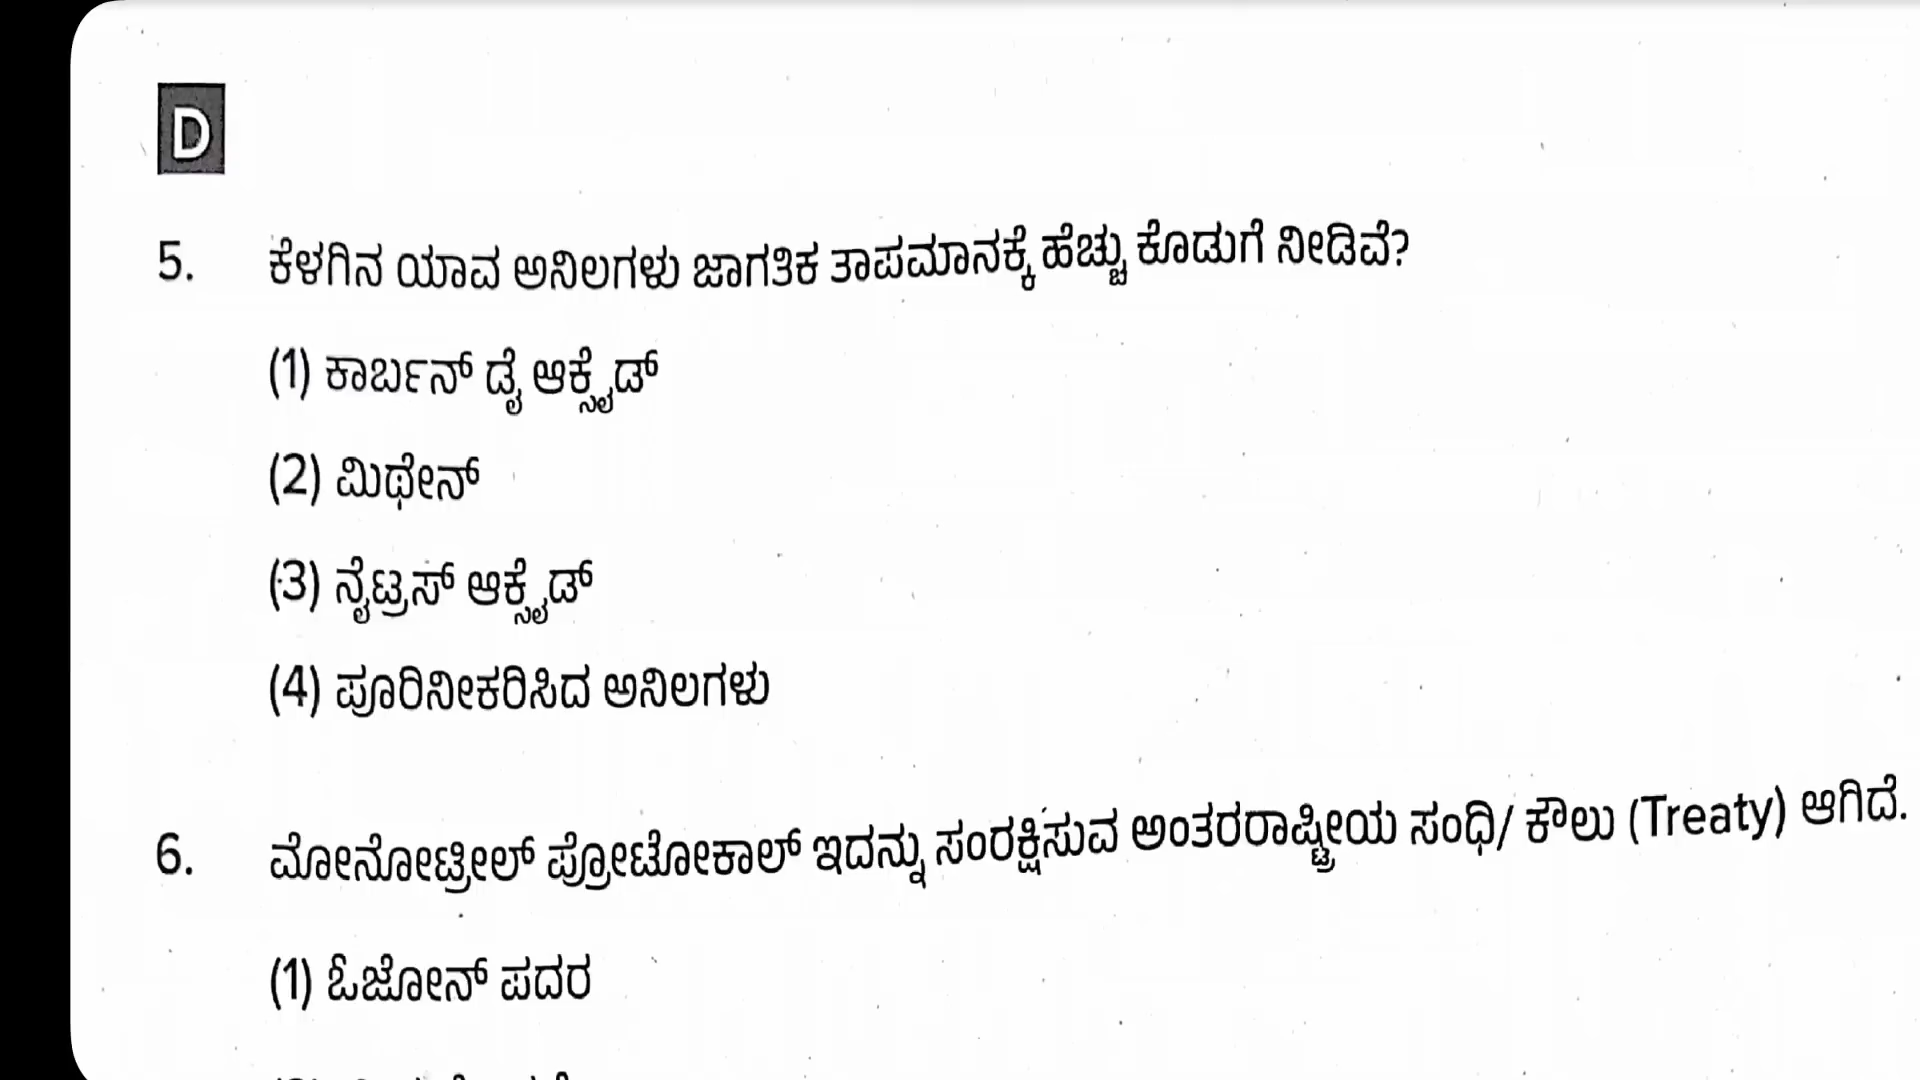 D
5. ಕೆಳಗಿನ ಯಾವ ಅನಿಲಗಳು ಜಾಗತಿಕ ತಾಪಮಾನಕ್ಕೆ ಹೆಚ್ಚು ಕೊಡುಗೆ ನೀಡಿವೆ?
(1) ಕಾರ್ಬನ್ ಡೈ ಆಕ್ಸೈಡ್
(2) ಮಿಥೇನ್
(3) ನೈಟ್ರಸ್ ಆಕ್ಸೈಡ್
(4) ಪೂರಿನೀಕರಿಸಿದ ಅನಿಲಗಳು
6. ಮೋನೋಟ್ರೀಲ್ ಪ್ರೋಟೋಕಾಲ್ ಇದನ್ನು ಸಂರಕ್ಷಿಸುವ ಅಂತರರಾಷ್ಟ್ರೀಯ ಸಂಧಿ/ ಕೌಲು (Treaty) ಆಗಿದೆ.
(1) ಓಜೋನ್ ಪದರ